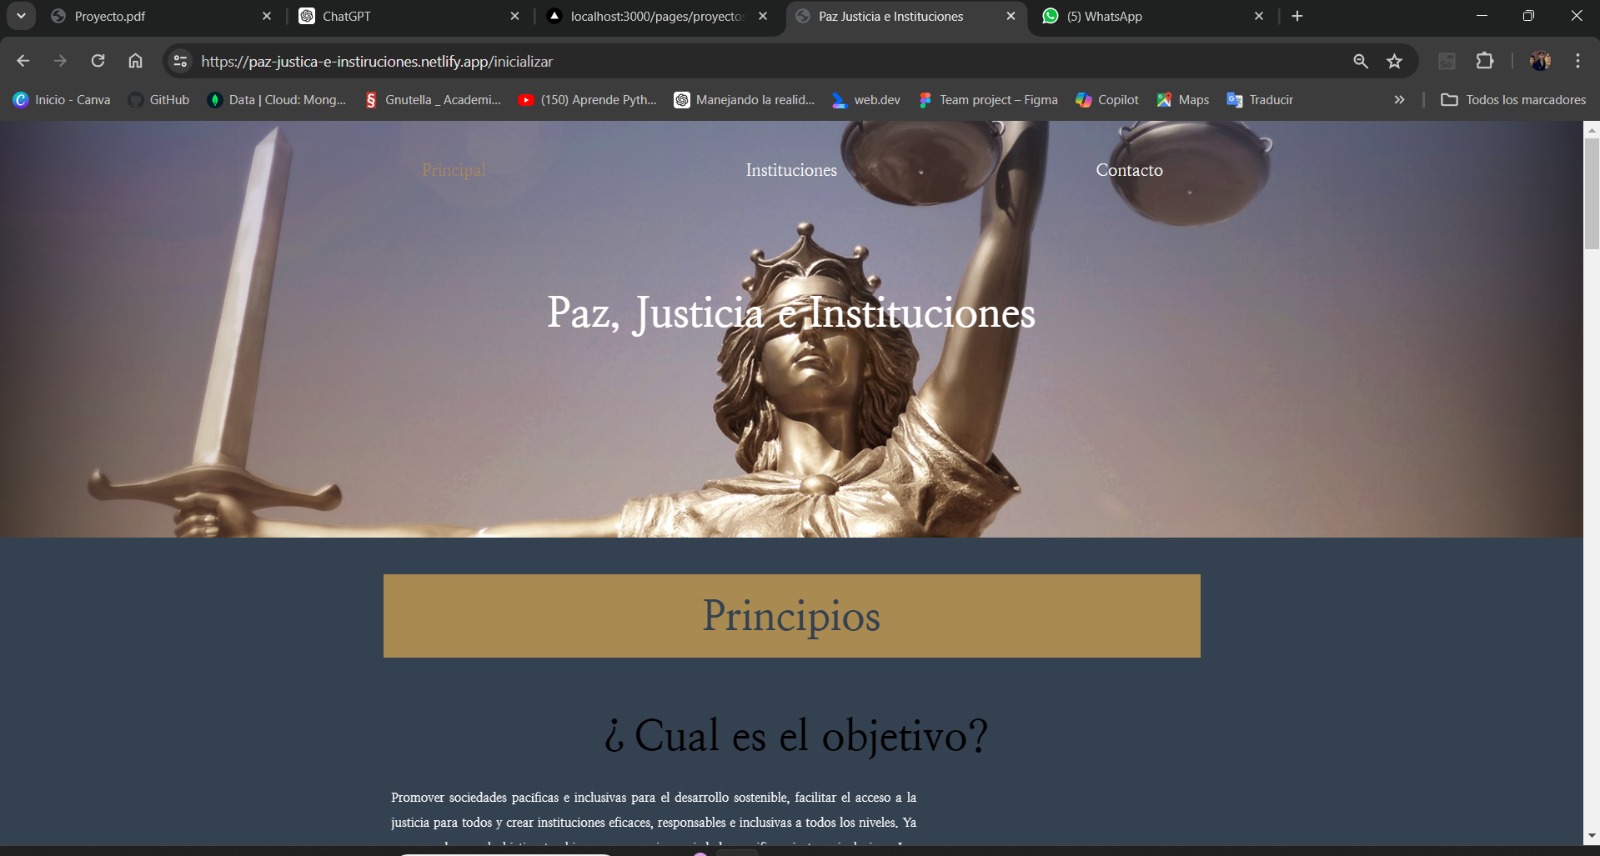 Proyecto.pdf
ChatGPT
localhost:3000/pages/proyecto
Paz Justicia e Instituciones
(5) WhatsApp
https://paz-justica-e-instiruciones.netlify.app/inicializar
Inicio - Canva
GitHub
Data | Cloud: Mong...
Gnutella _ Academi...
(150) Aprende Pyth...
Manejando la realid...
web.dev
Team project – Figma
Copilot
Maps
Traducir
Todos los marcadores
Principal
Instituciones
Contacto
Paz, Justicia e Instituciones
Principios
¿ Cual es el objetivo?
Promover sociedades pacíficas e inclusivas para el desarrollo sostenible, facilitar el acceso a la
justicia para todos y crear instituciones eficaces, responsables e inclusivas a todos los niveles. Ya